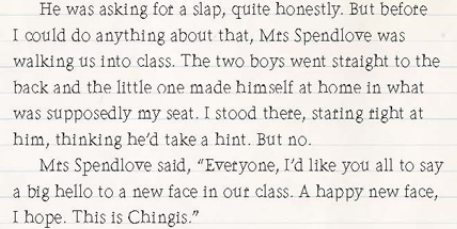 He was asking for a slap, quite honestly. But before
I could do anything about that, Mrs Spendlove was
walking us into class. The two boys went straight to the
back and the little one made himself at home in what
was supposedly my seat. I stood there, staring right at
him, thinking he'd take a hint. But no.
Mrs Spendlove said, “Everyone, I'd like you all to say
a big hello to a new face in our class. A happy new face,
I hope. This is Chingis.”